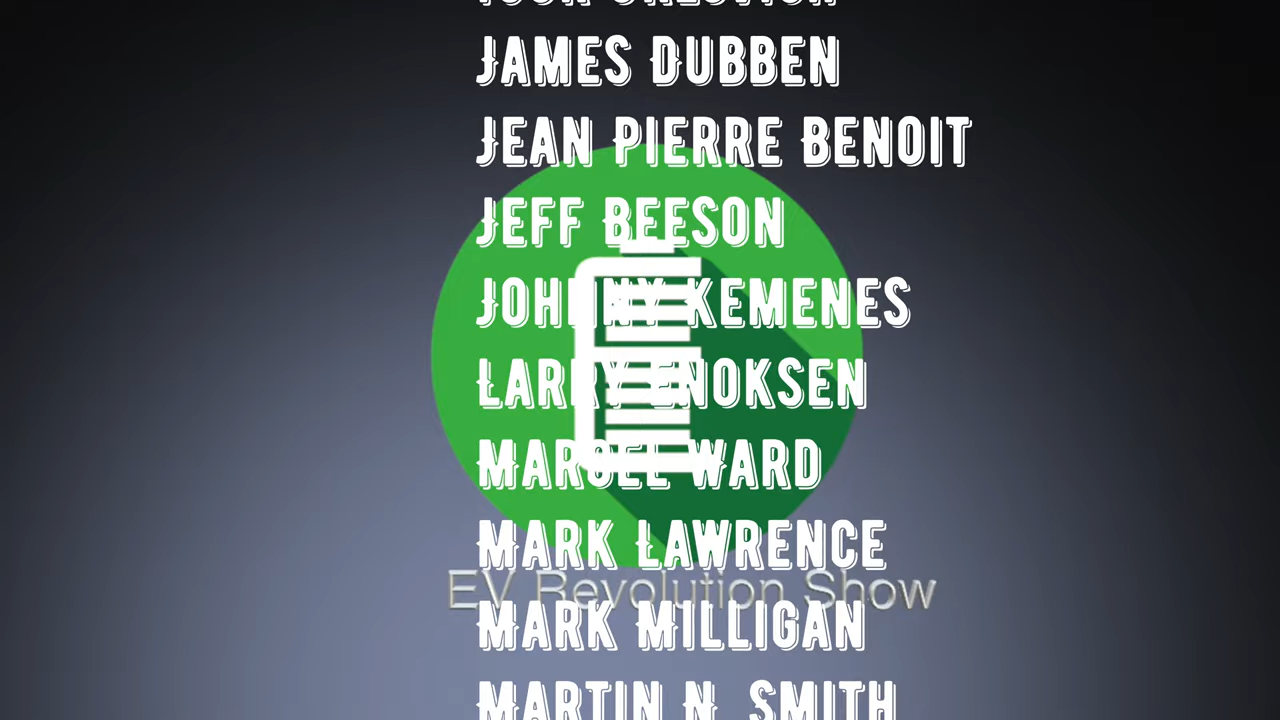 JAMES DUBBEN
JEAN PIERRE BENOIT
JEFF BEESON
JOHNNY KEMENES
LARRY ENOKSEN
MARCEL WARD
MARK LAWRENCE
EV Revolution Show
MARK MILLIGAN
MARTIN N. SMITH